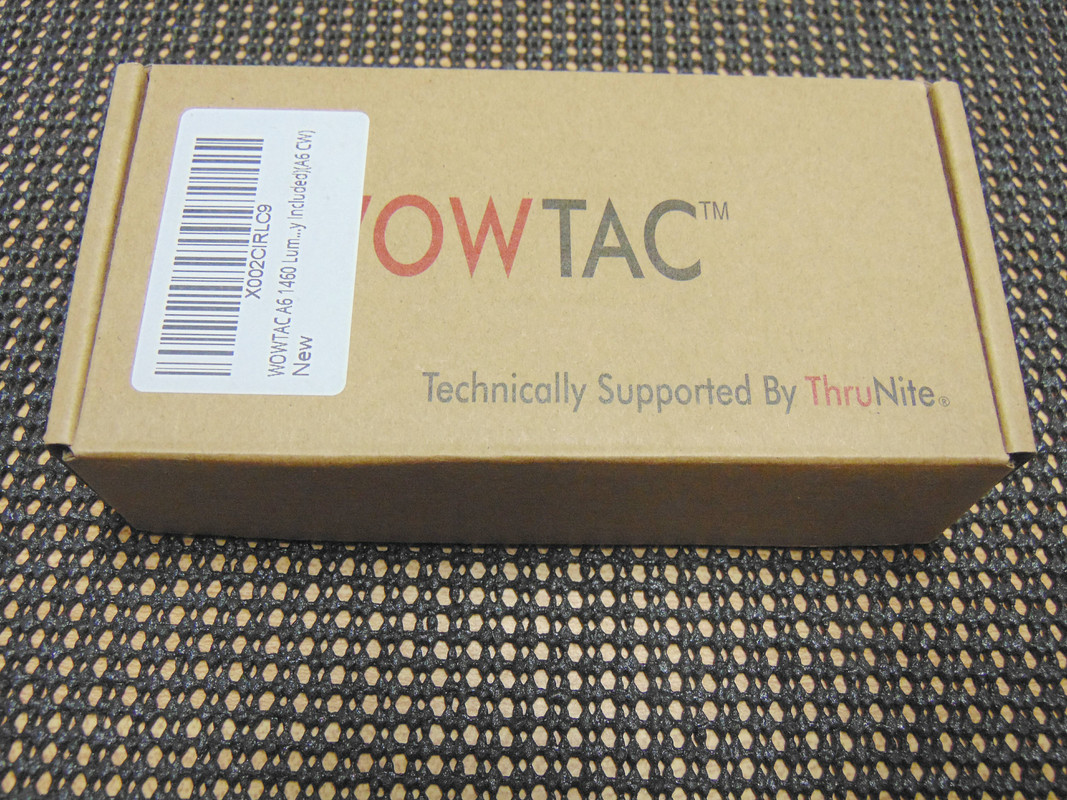 WOWTAC™
Technically Supported By ThruNite®
X002CIRLC9
WOWTAC A6 1460 Lum...y Included)(A6 CW)
New